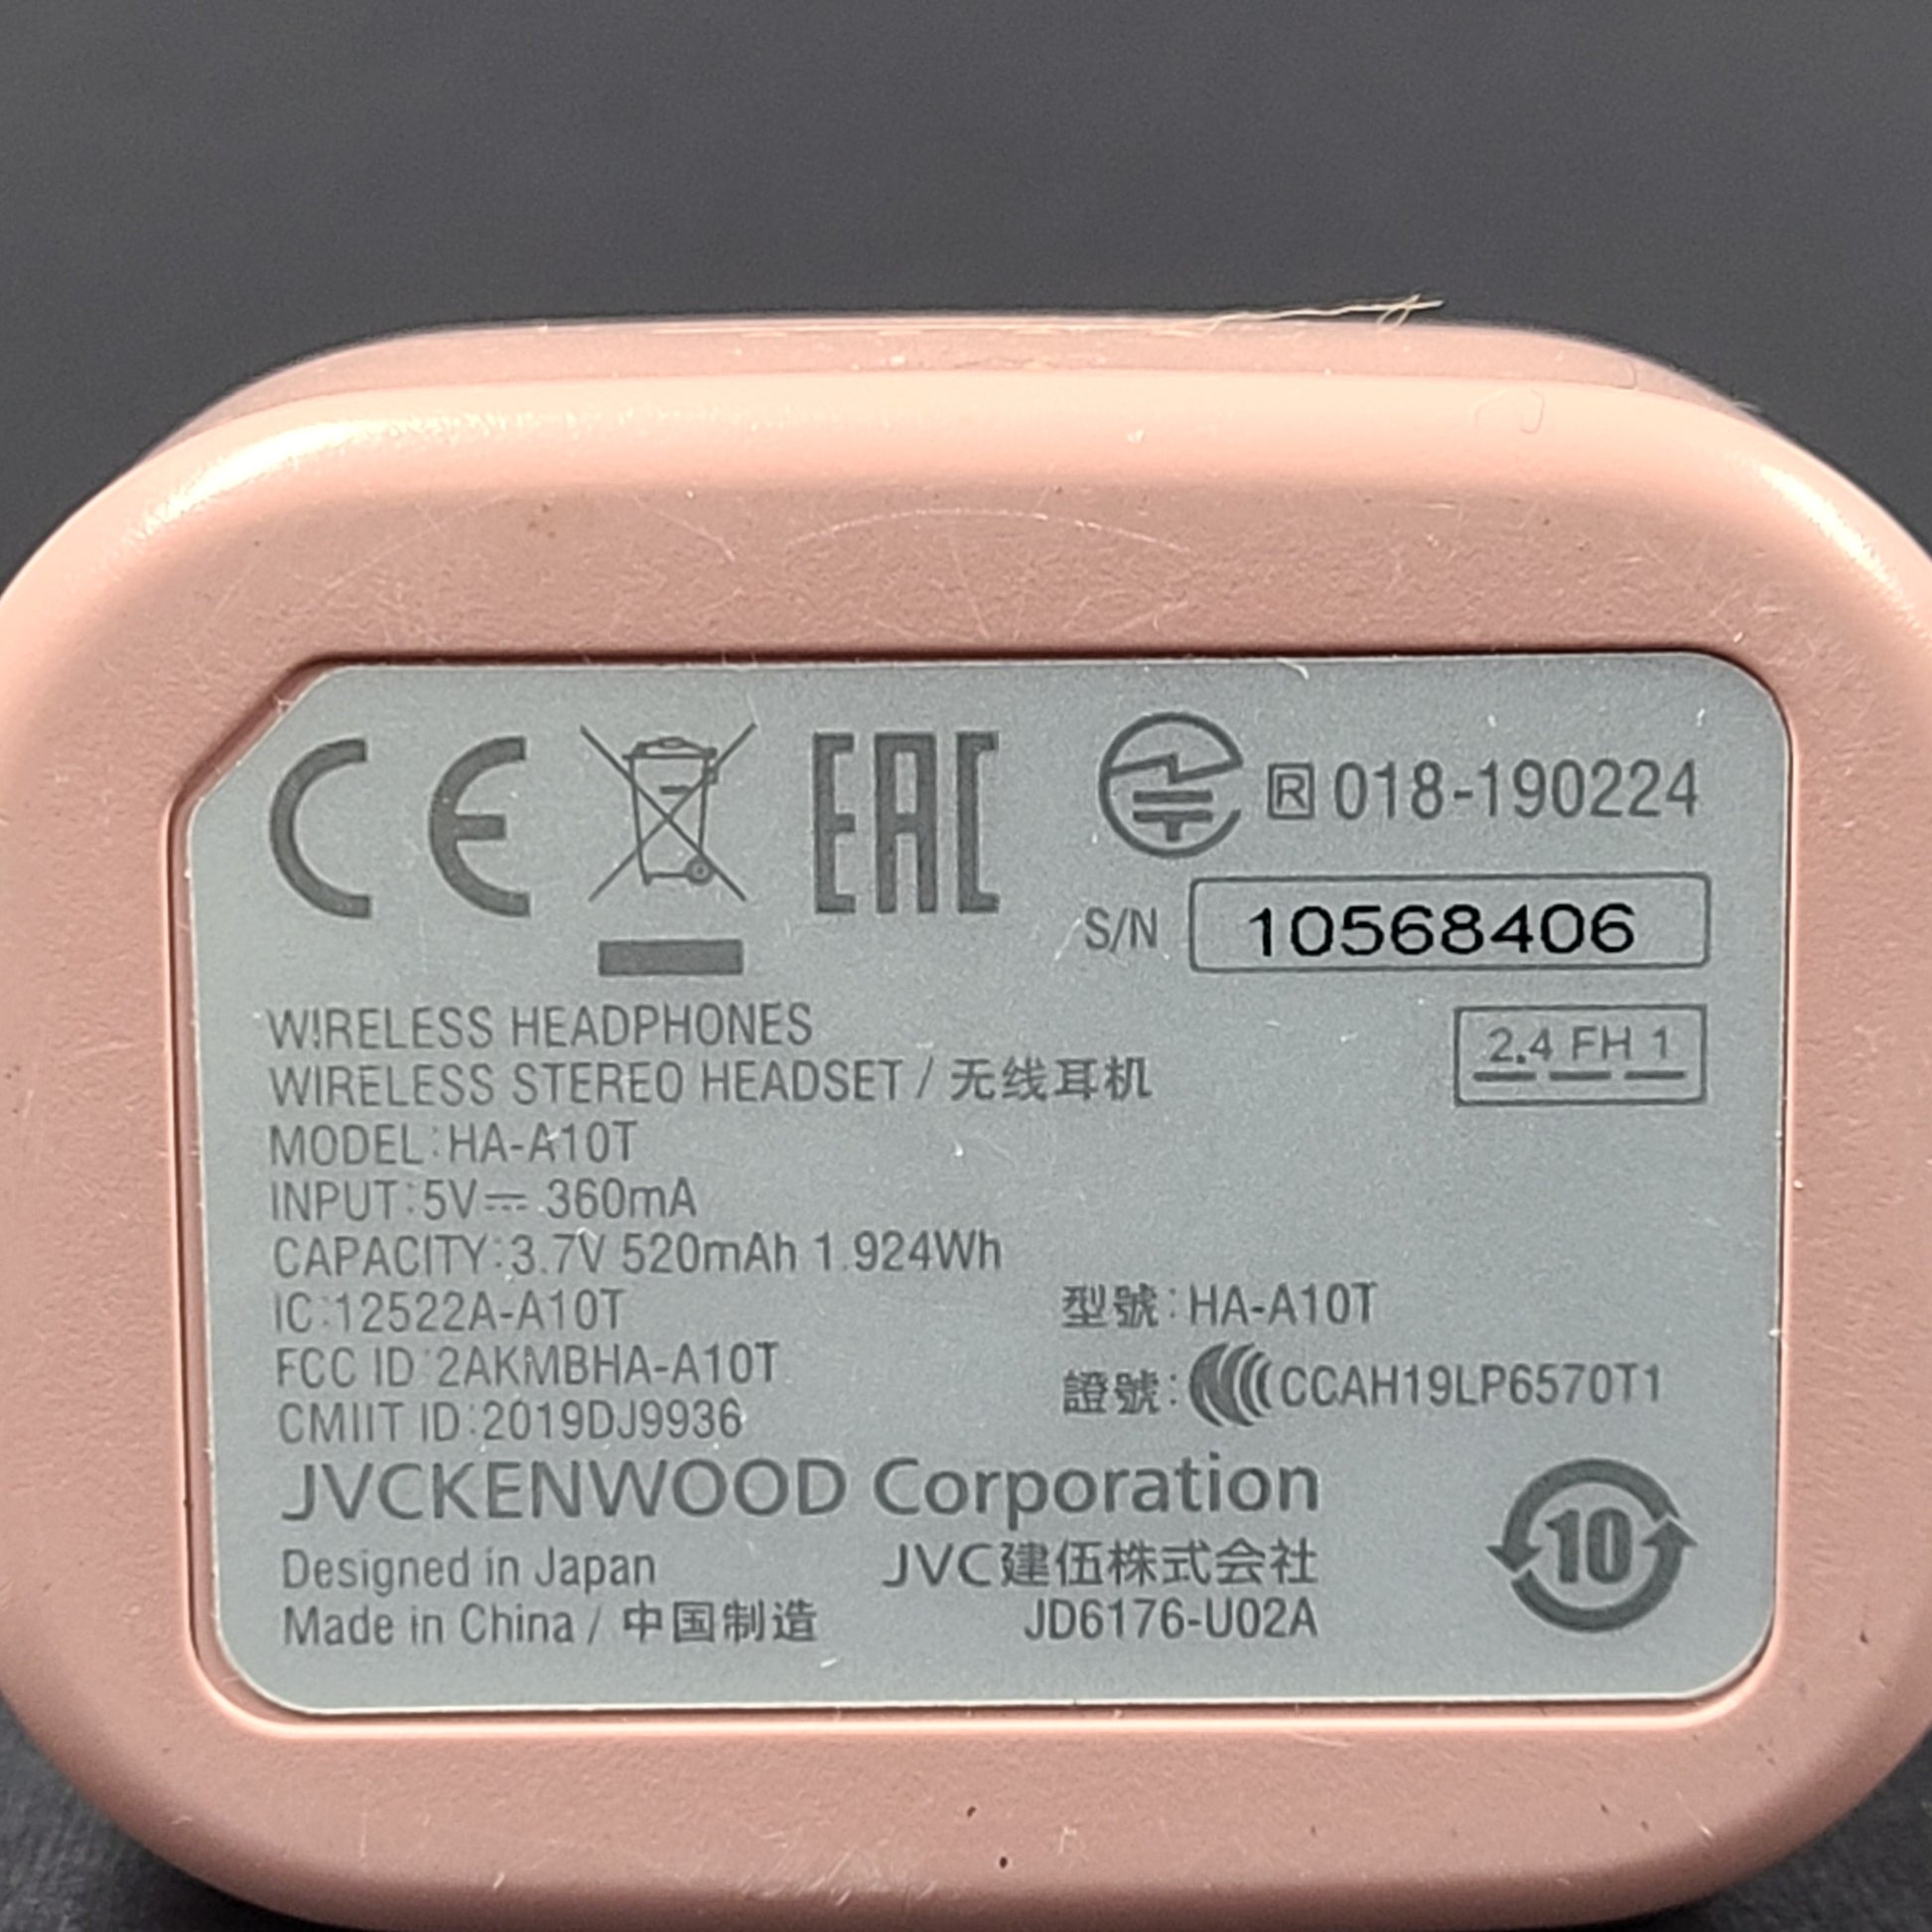 CE EAC R 018-190224
S/N 10568406
WIRELESS HEADPHONES
2.4 FH 1
WIRELESS STEREO HEADSET / 无线耳机
MODEL:HA-A10T
INPUT:5V⎓ 360mA
CAPACITY:3.7V 520mAh 1.924Wh
IC:12522A-A10T
型號:HA-A10T
FCC ID:2AKMBHA-A10T
證號:CCAH19LP6570T1
CMIIT ID:2019DJ9936
JVCKENWOOD Corporation
Designed in Japan
JVC建伍株式会社
10
Made in China / 中国制造
JD6176-U02A